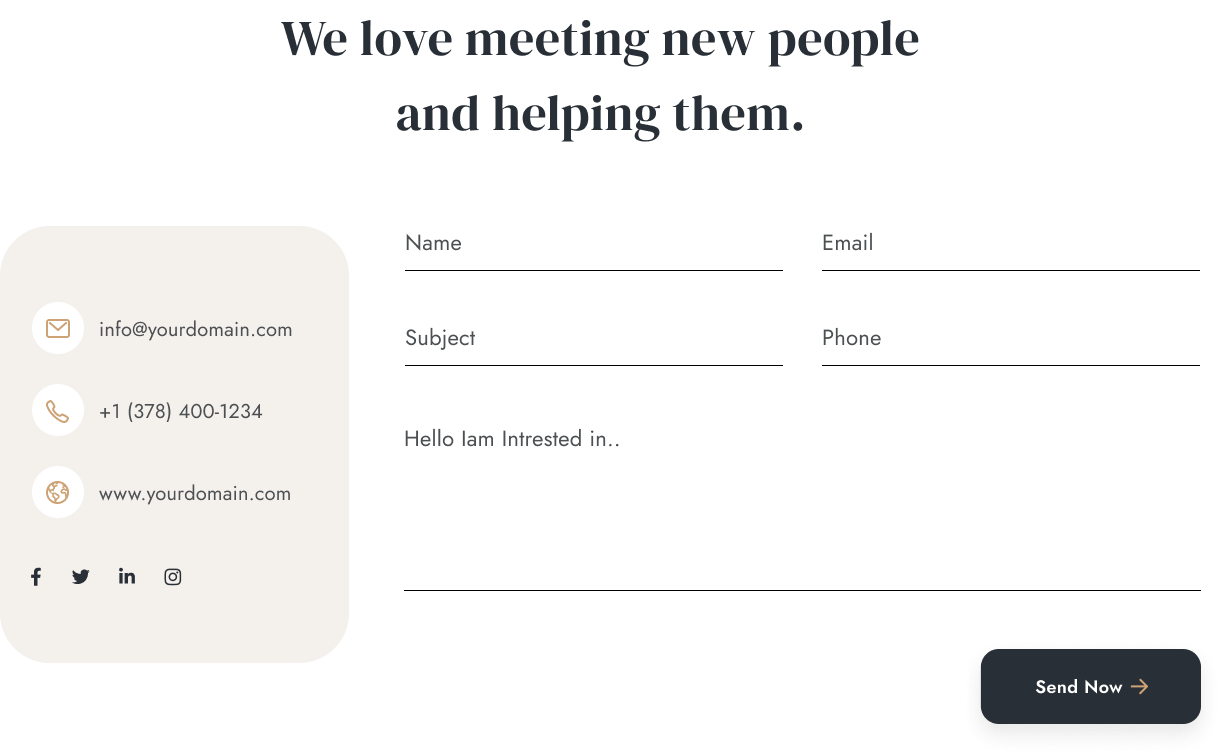 We love meeting new people
and helping them.
info@yourdomain.com
+1 (378) 400-1234
www.yourdomain.com
Name
Email
Subject
Phone
Hello Iam Intrested in..
Send Now